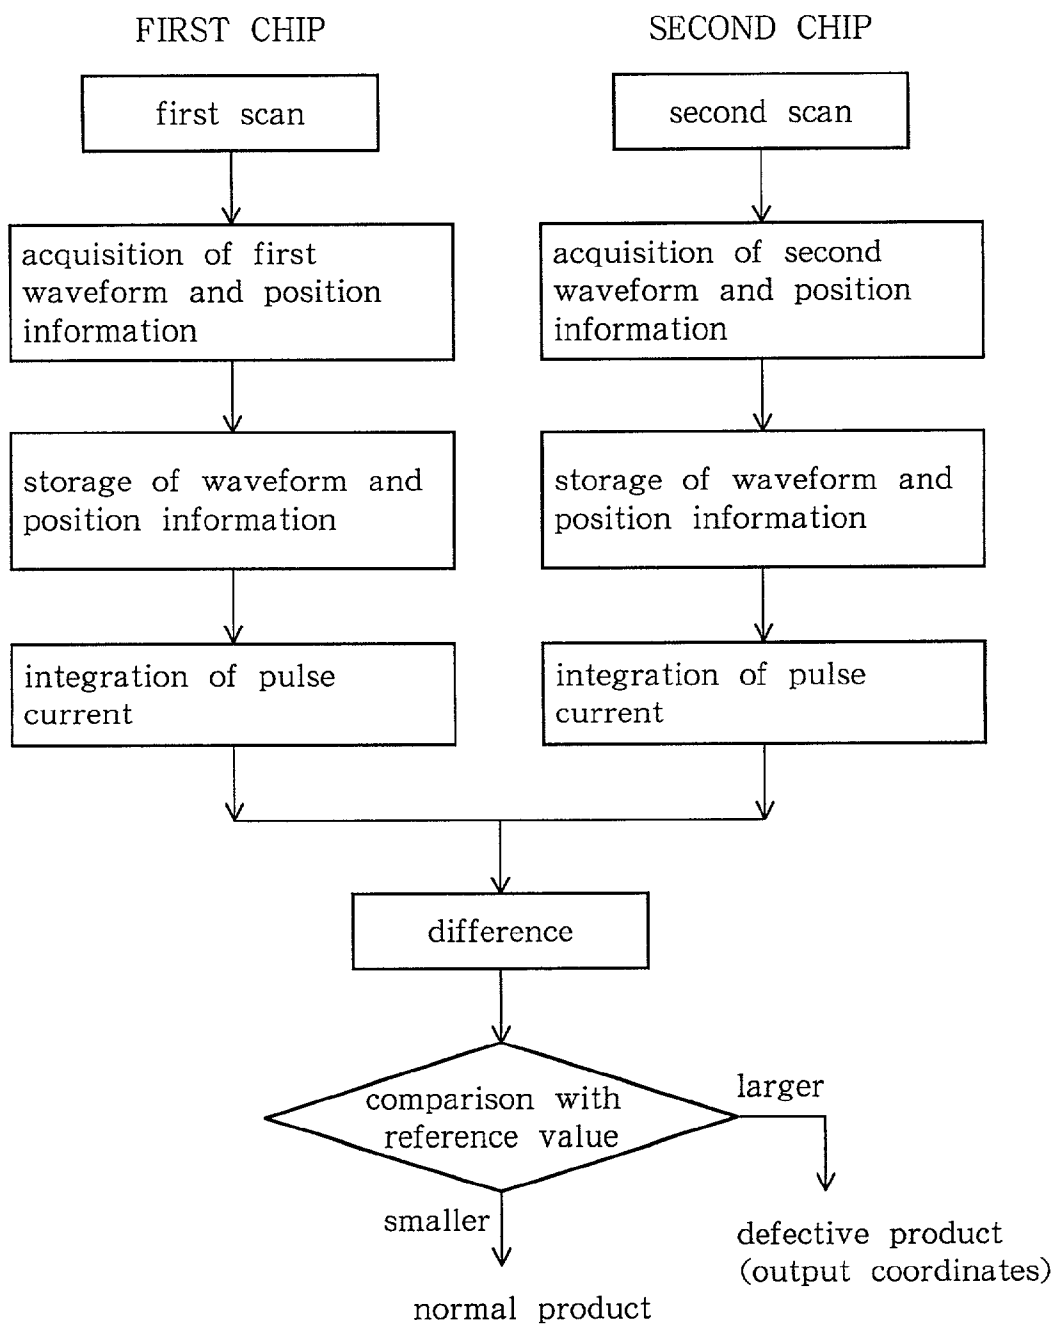 FIRST CHIP
first scan
acquisition of first
waveform and position
information
storage of waveform and
position information
integration of pulse
current
SECOND CHIP
second scan
acquisition of second
waveform and position
information
storage of waveform and
position information
integration of pulse
current
difference
comparison with
reference value
larger
smaller
defective product
(output coordinates)
normal product